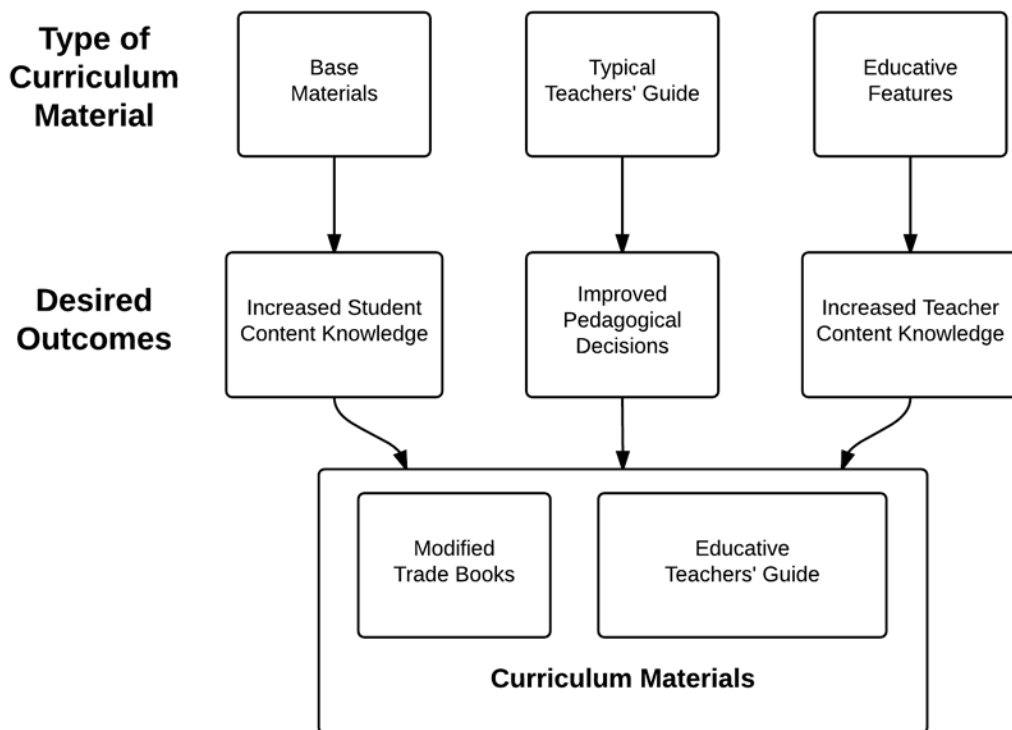 Type of
Curriculum
Material
Base
Materials
Typical
Teachers' Guide
Educative
Features
Desired
Outcomes
Increased Student
Content Knowledge
Improved
Pedagogical
Decisions
Increased Teacher
Content Knowledge
Modified
Trade Books
Educative
Teachers' Guide
Curriculum Materials